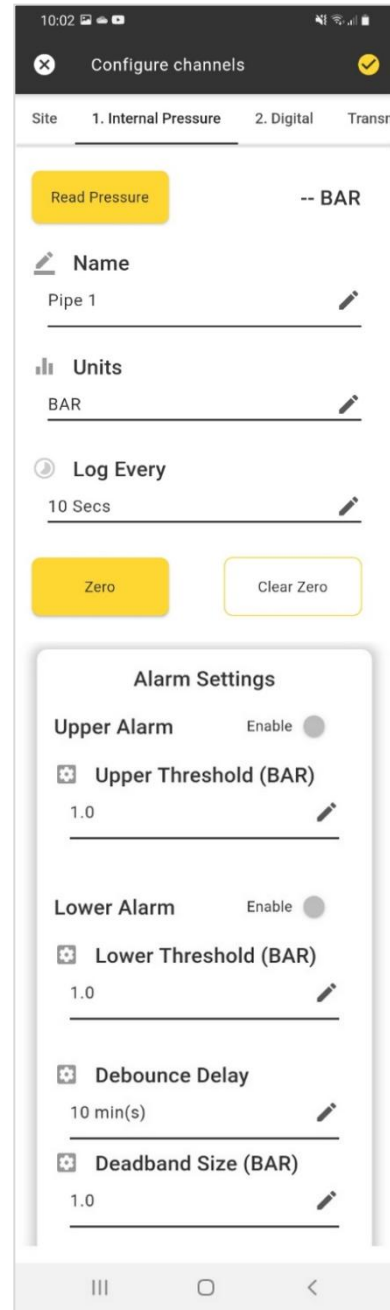 10:02
Configure channels
Site 1. Internal Pressure 2. Digital Transm
Read Pressure -- BAR
Name
Pipe 1
Units
BAR
Log Every
10 Secs
Zero Clear Zero
Alarm Settings
Upper Alarm Enable
Upper Threshold (BAR)
1.0
Lower Alarm Enable
Lower Threshold (BAR)
1.0
Debounce Delay
10 min(s)
Deadband Size (BAR)
1.0